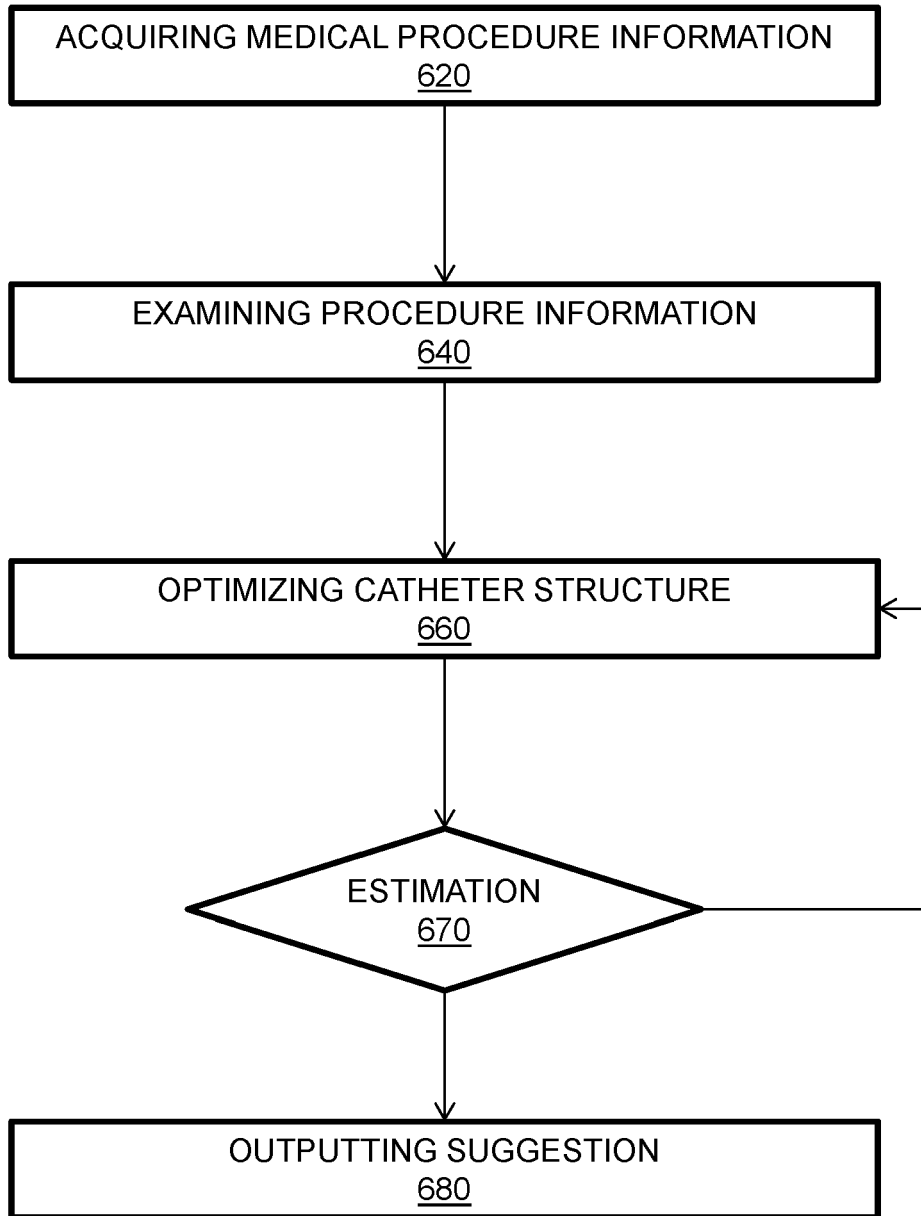 ACQUIRING MEDICAL PROCEDURE INFORMATION
620
EXAMINING PROCEDURE INFORMATION
640
OPTIMIZING CATHETER STRUCTURE
660
ESTIMATION
670
OUTPUTTING SUGGESTION
680